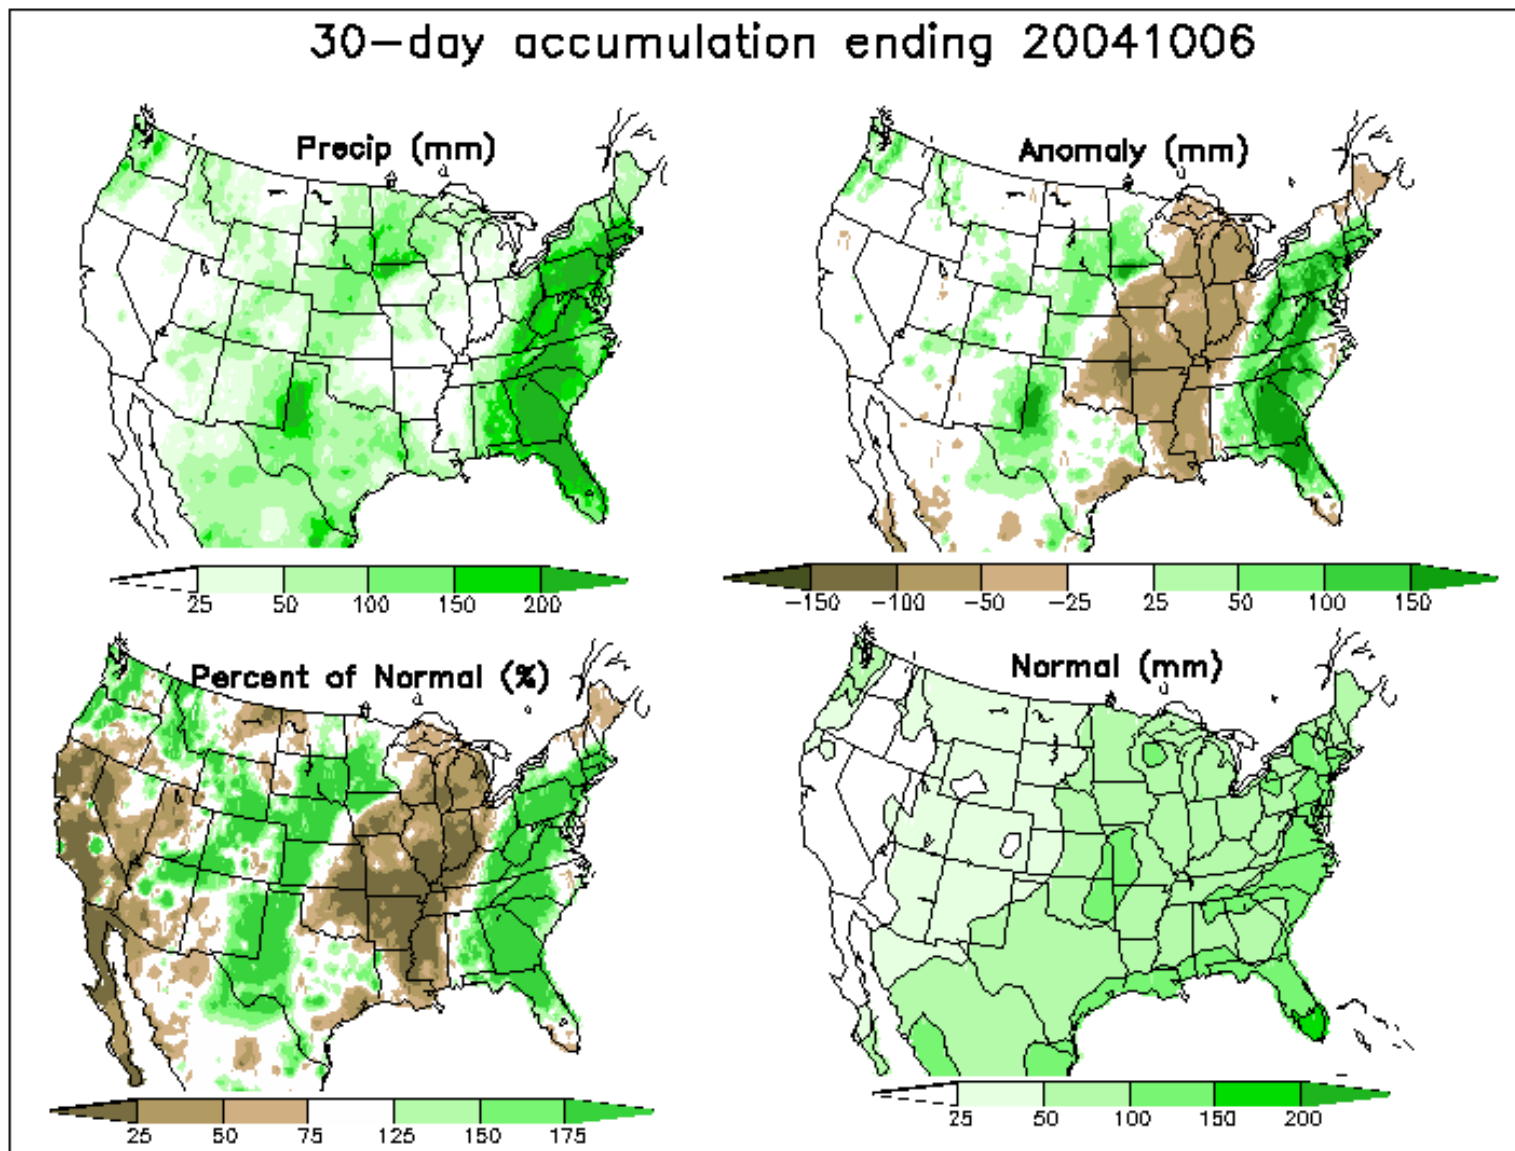 30-day accumulation ending 20041006
Precip (mm)
Anomaly (mm)
25 50 100 150 200
-150 -100 -50 -25 25 50 100 150
Percent of Normal (%)
Normal (mm)
25 50 75 125 150 175
25 50 100 150 200